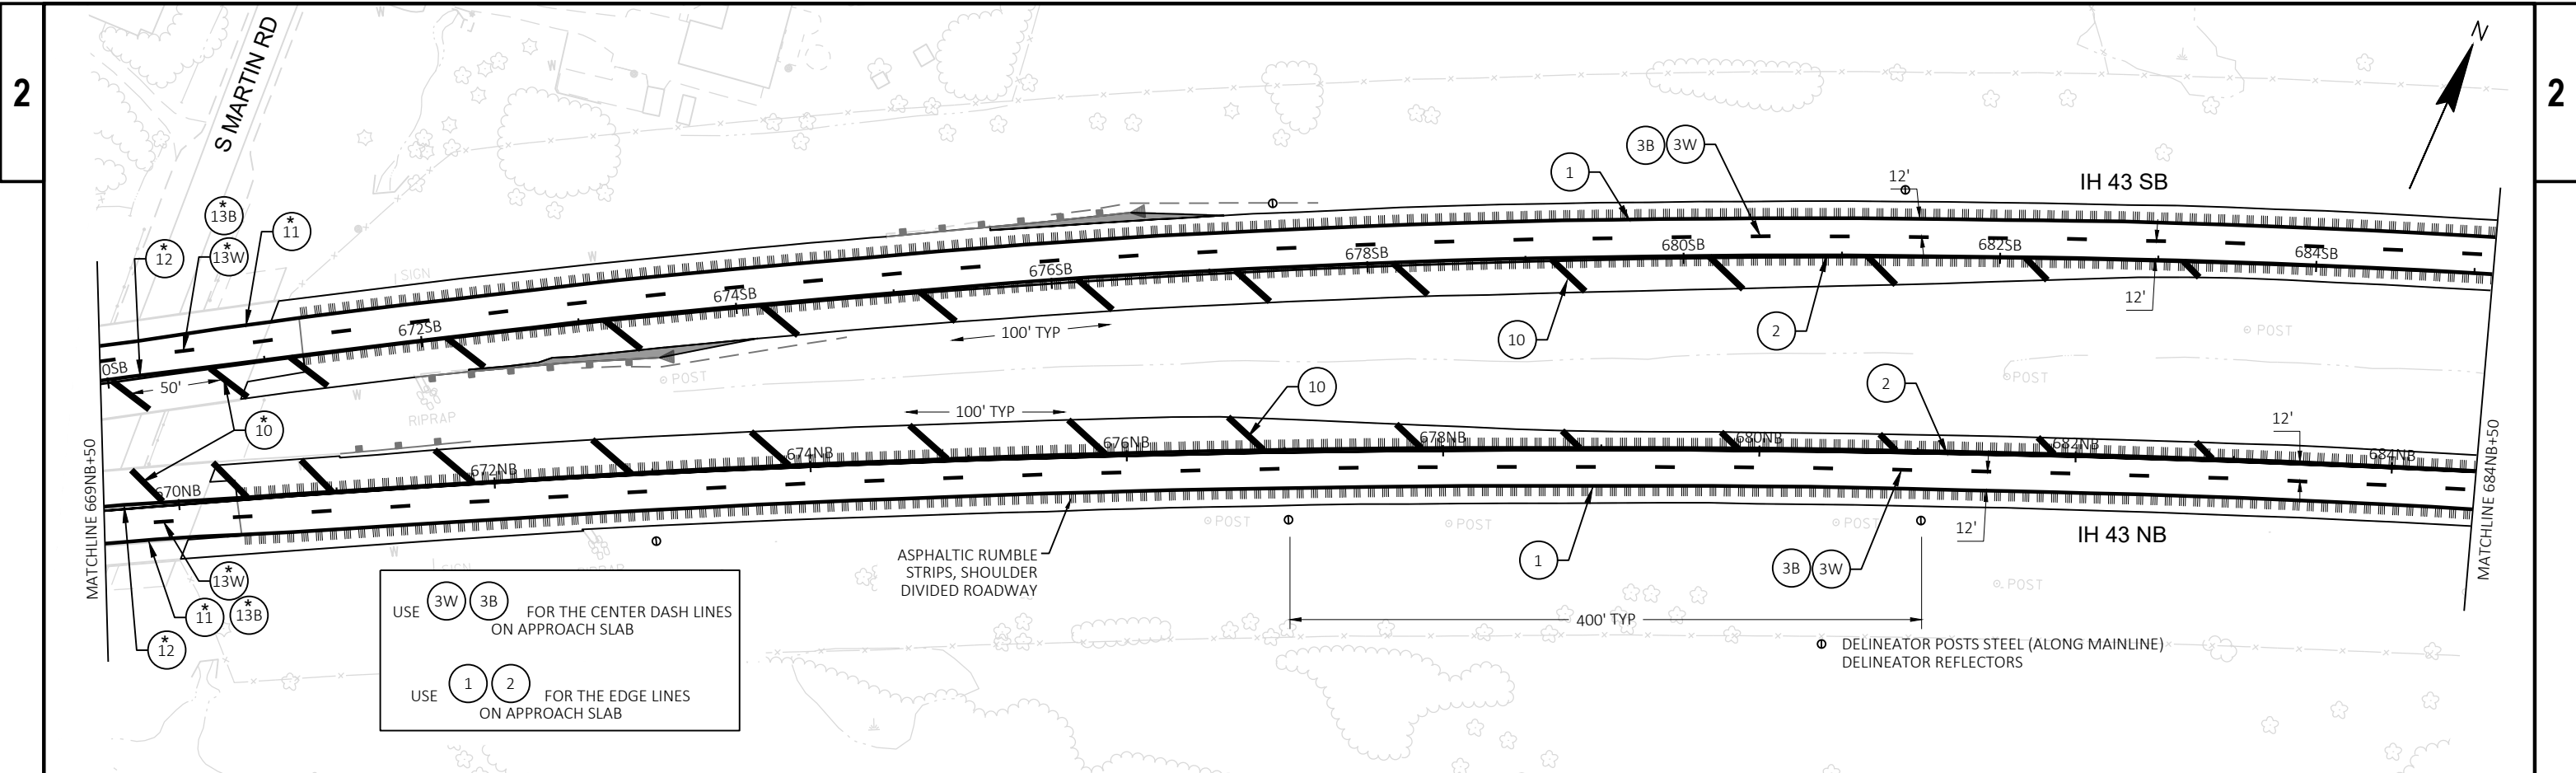 2
2
S MARTIN RD
N
3B 3W
1
12'
IH 43 SB
*
13B
*
11
*
12
*
13W
SIGN
W
W
W
W
W
0SB
672SB
674SB
676SB
678SB
680SB
682SB
684SB
12'
100' TYP
10
2
POST
50'
POST
RIPRAP
*
10
100' TYP
10
2
POST
12'
MATCHLINE 669NB+50
MATCHLINE 684NB+50
670NB
672NB
674NB
676NB
678NB
680NB
682NB
684NB
POST
POST
POST
12'
IH 43 NB
ASPHALTIC RUMBLE
STRIPS, SHOULDER
DIVIDED ROADWAY
1
3B 3W
POST
*
13W
*
11
*
13B
*
12
SIGN
RIPRAP
USE 3W 3B FOR THE CENTER DASH LINES
ON APPROACH SLAB
USE 1 2 FOR THE EDGE LINES
ON APPROACH SLAB
400' TYP
DELINEATOR POSTS STEEL (ALONG MAINLINE)
DELINEATOR REFLECTORS